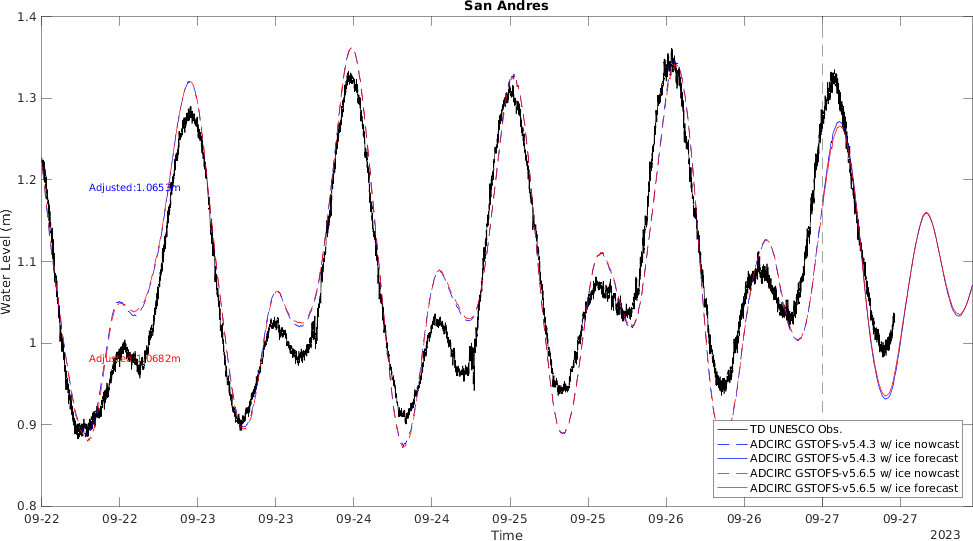 San Andres
1.4
1.3
1.2
1.1
1
0.9
0.8
Water Level (m)
Adjusted:1.0653m
Adjusted:1.0682m
TD UNESCO Obs.
ADCIRC GSTOFS-v5.4.3 w/ ice nowcast
ADCIRC GSTOFS-v5.4.3 w/ ice forecast
ADCIRC GSTOFS-v5.6.5 w/ ice nowcast
ADCIRC GSTOFS-v5.6.5 w/ ice forecast
09-22 09-22 09-23 09-23 09-24 09-24 09-25 09-25 09-26 09-26 09-27 09-27
Time
2023